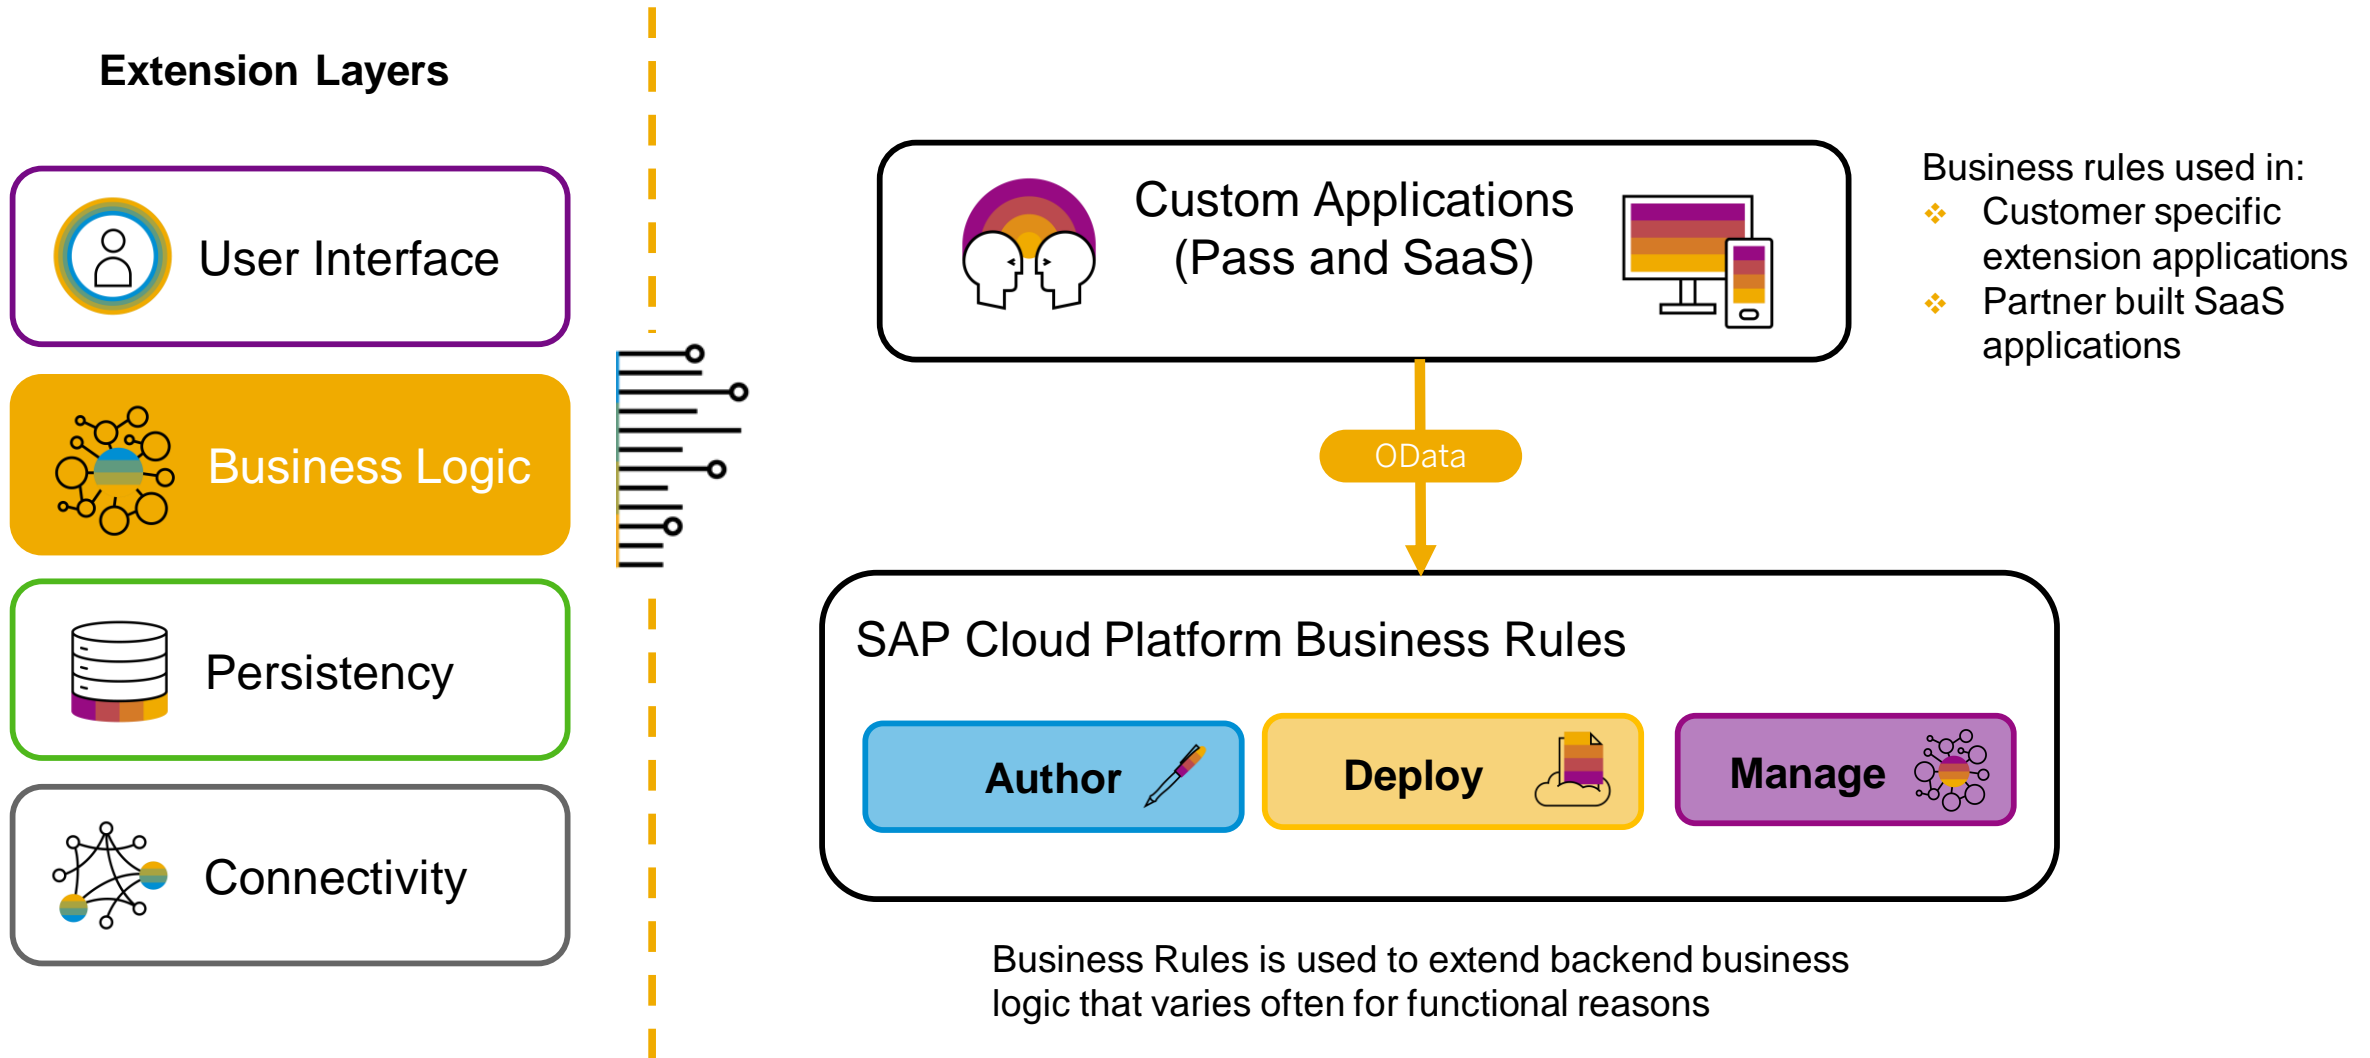 Extension Layers
User Interface
Business Logic
Persistency
Connectivity
Custom Applications
(Pass and SaaS)
Business rules used in:
Customer specific
extension applications
Partner built SaaS
applications
OData
SAP Cloud Platform Business Rules
Author
Deploy
Manage
Business Rules is used to extend backend business
logic that varies often for functional reasons